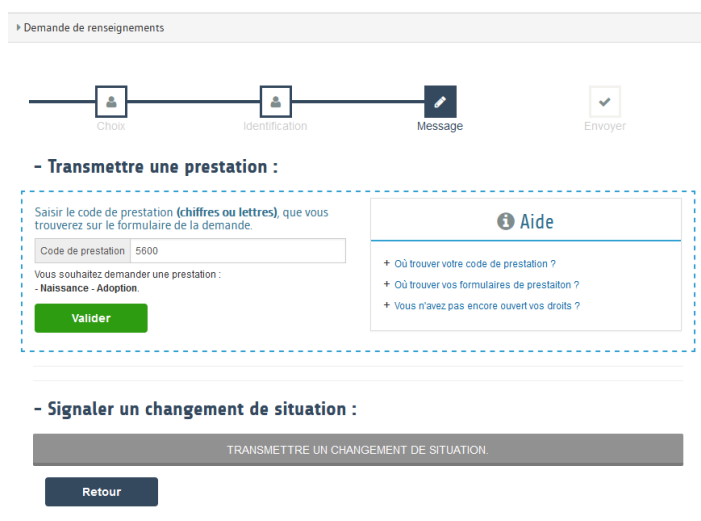 Demande de renseignements
Choix
Identification
Message
Envoyer
- Transmettre une prestation :
Saisir le code de prestation (chiffres ou lettres), que vous
trouverez sur le formulaire de la demande.
Code de prestation 5600
Vous souhaitez demander une prestation :
- Naissance - Adoption.
Valider
Aide
+ Où trouver votre code de prestation ?
+ Où trouver vos formulaires de prestaiton ?
+ Vous n'avez pas encore ouvert vos droits ?
- Signaler un changement de situation :
TRANSMETTRE UN CHANGEMENT DE SITUATION.
Retour